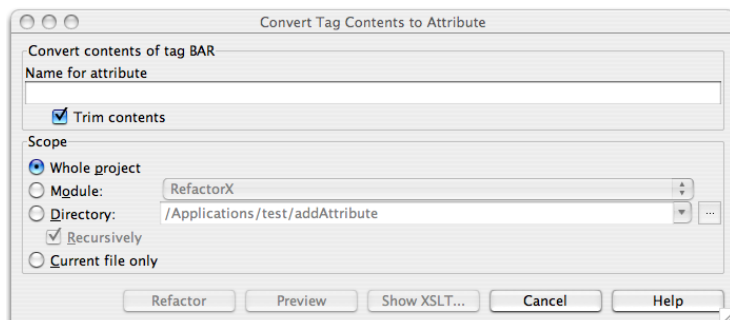 Convert Tag Contents to Attribute
Convert contents of tag BAR
Name for attribute
Trim contents
Scope
Whole project
Module: RefactorX
Directory: /Applications/test/addAttribute ...
Recursively
Current file only
Refactor Preview Show XSLT... Cancel Help